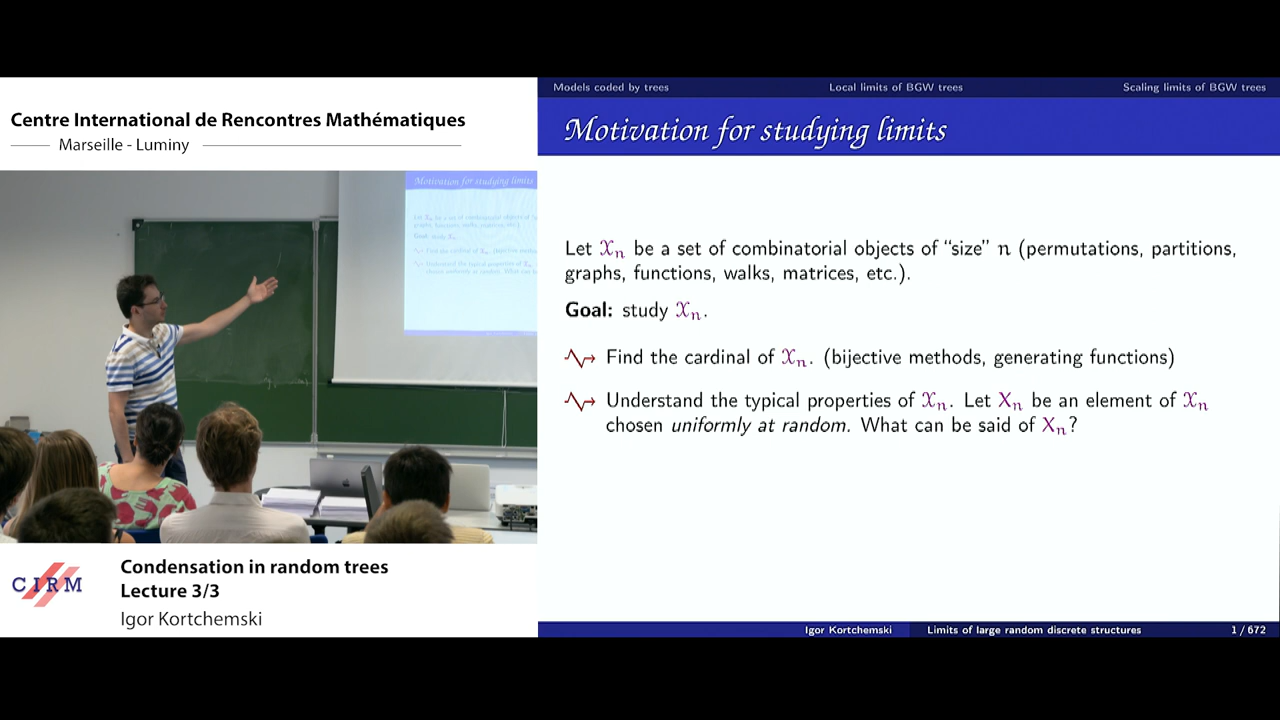 Centre International de Rencontres Mathématiques
Marseille - Luminy
Models coded by trees
Local limits of BGW trees
Scaling limits of BGW trees
Motivation for studying limits
Let 𝒳n be a set of combinatorial objects of “size” n (permutations, partitions,
graphs, functions, walks, matrices, etc.).
Goal: study 𝒳n.
Find the cardinal of 𝒳n. (bijective methods, generating functions)
Understand the typical properties of 𝒳n. Let Xn be an element of 𝒳n
chosen uniformly at random. What can be said of Xn?
Motivation for studying limits
CIRM
Condensation in random trees
Lecture 3/3
Igor Kortchemski
Igor Kortchemski
Limits of large random discrete structures
1 / 672